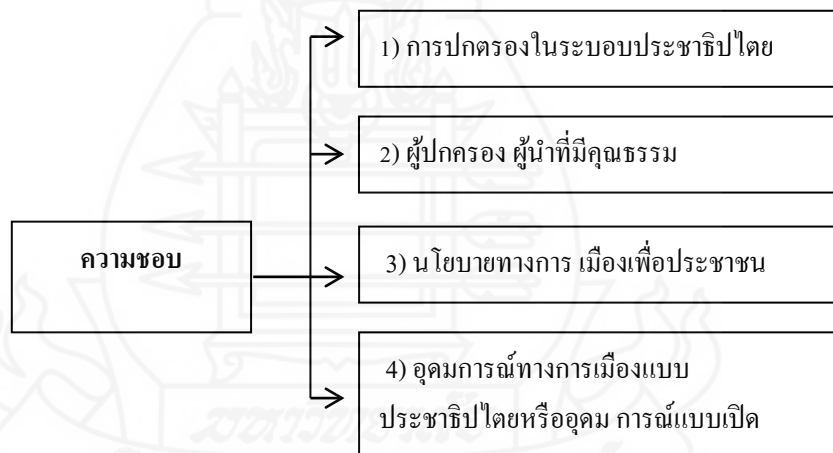 1) การปกตรองในระบอบประชาธิปไตย
2) ผู้ปกครอง ผู้นำที่มีคุณธรรม
ความชอบ
3) นโยบายทางการ เมืองเพื่อประชาชน
4) อุดมการณ์ทางการเมืองแบบ
ประชาธิปไตยหรืออุดม การณ์แบบเปิด